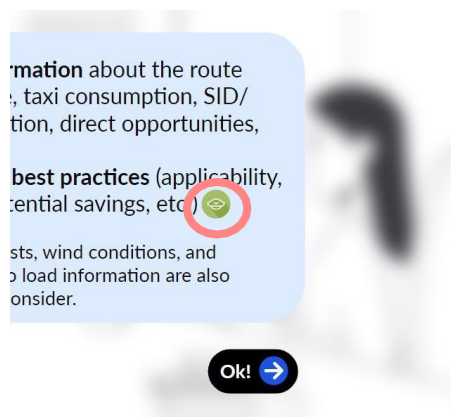 rmation about the route
, taxi consumption, SID/
tion, direct opportunities,
best practices (applicability,
tential savings, etc.)
sts, wind conditions, and
load information are also
onsider.
Ok!